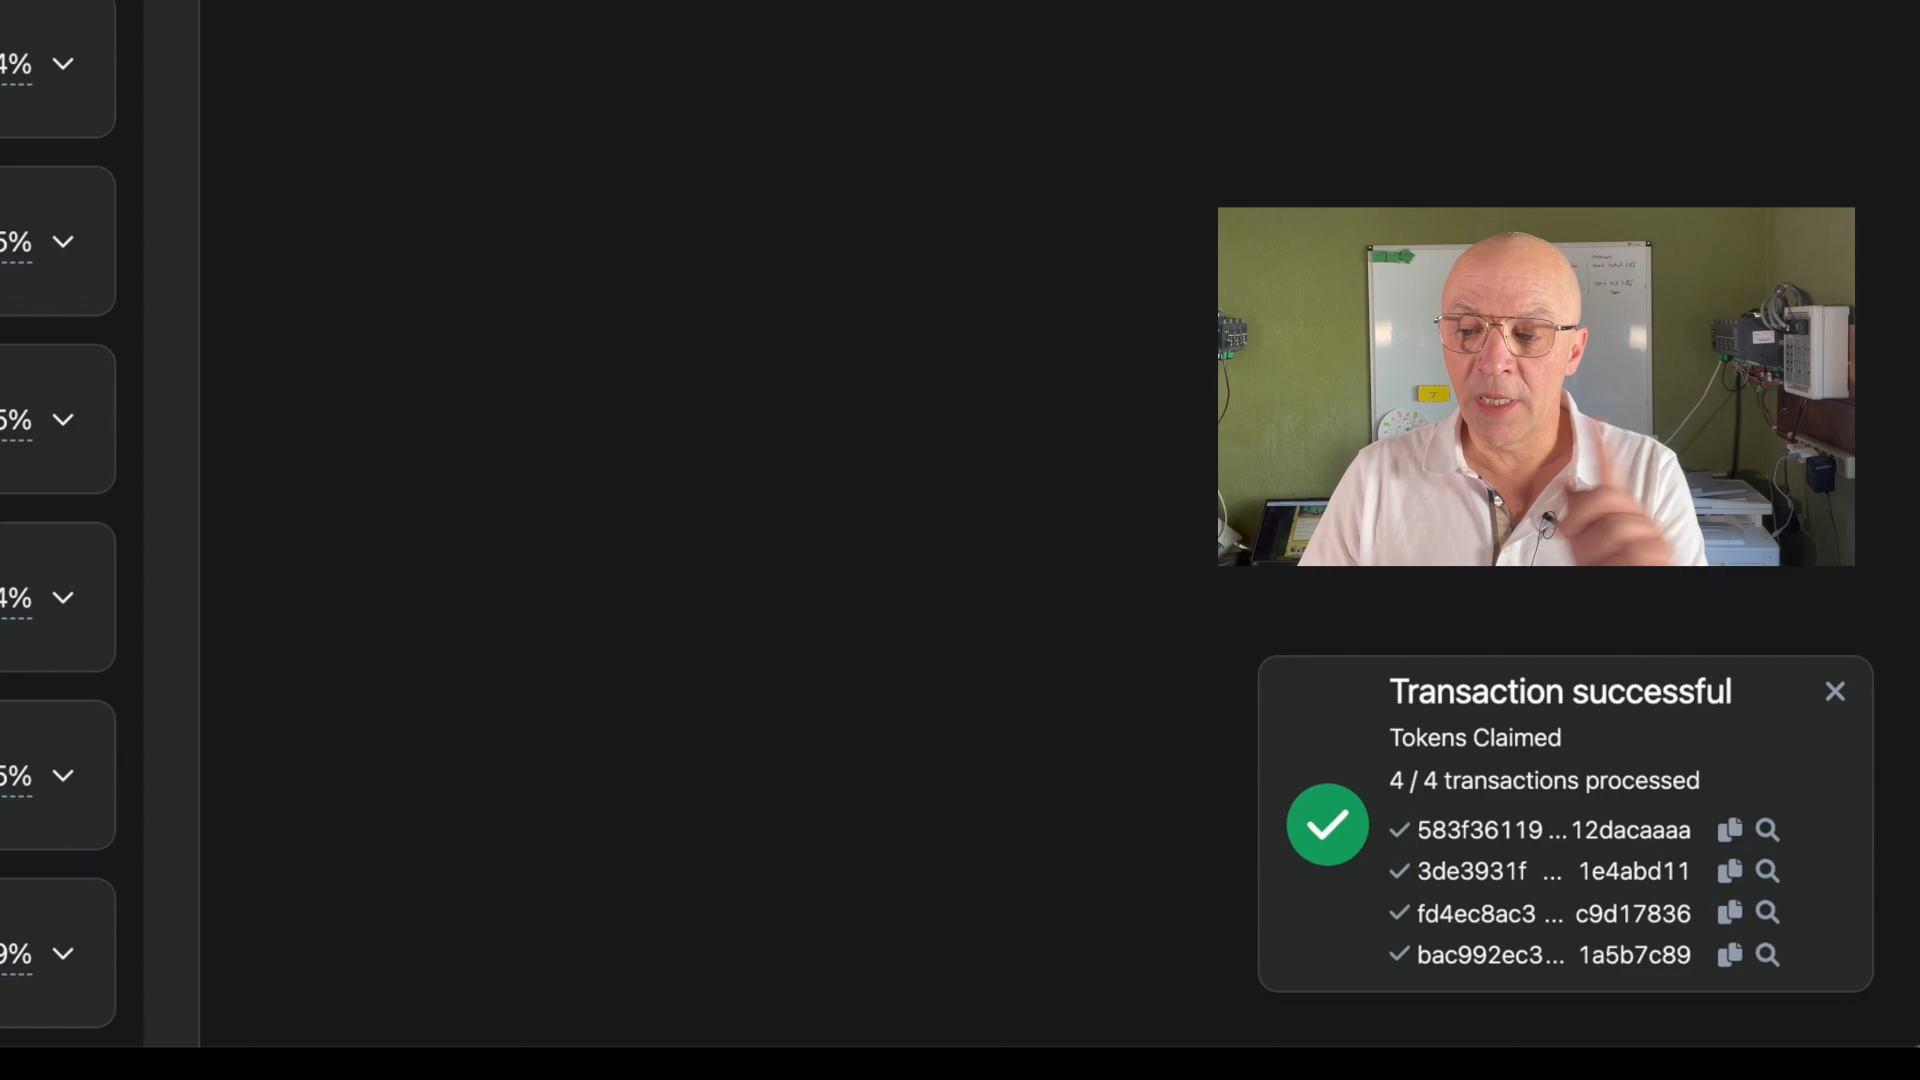 4%
5%
5%
4%
5%
9%
Transaction successful
Tokens Claimed
4 / 4 transactions processed
583f36119 ... 12dacaaaa
3de3931f ... 1e4abd11
fd4ec8ac3 ... c9d17836
bac992ec3... 1a5b7c89